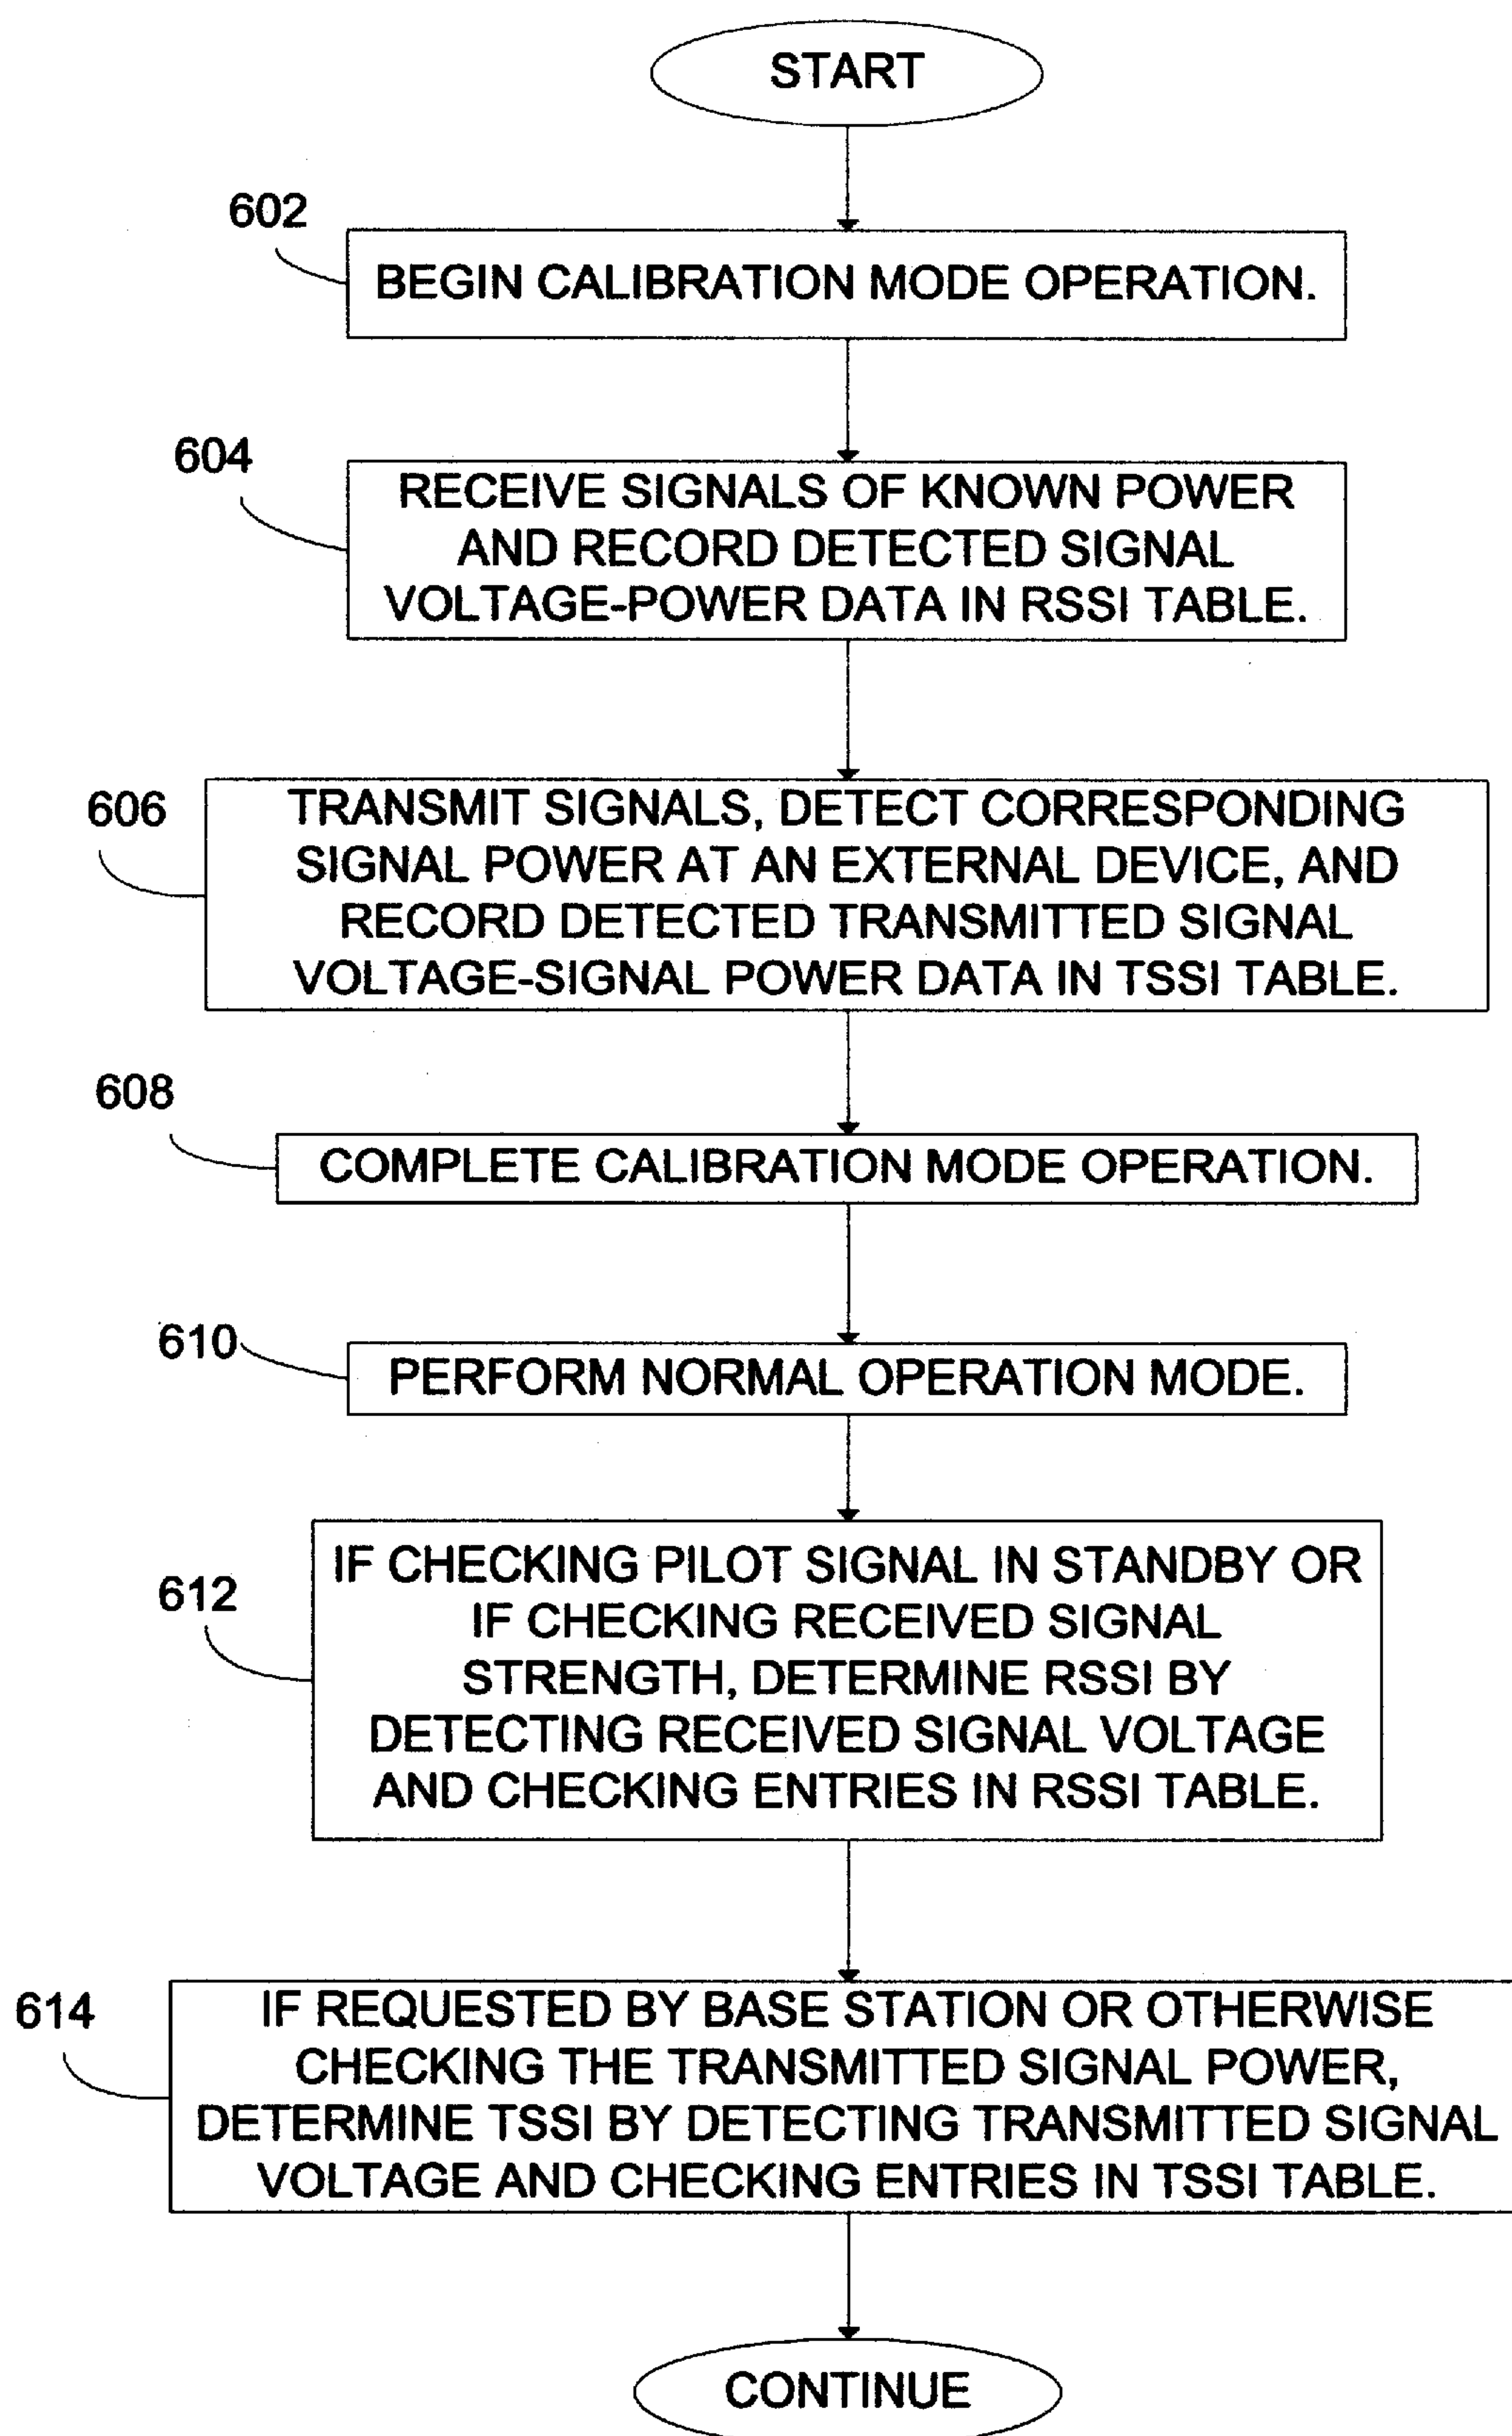 START
602
BEGIN CALIBRATION MODE OPERATION.
604
RECEIVE SIGNALS OF KNOWN POWER
AND RECORD DETECTED SIGNAL
VOLTAGE-POWER DATA IN RSSI TABLE.
606
TRANSMIT SIGNALS, DETECT CORRESPONDING
SIGNAL POWER AT AN EXTERNAL DEVICE, AND
RECORD DETECTED TRANSMITTED SIGNAL
VOLTAGE-SIGNAL POWER DATA IN TSSI TABLE.
608
COMPLETE CALIBRATION MODE OPERATION.
610
PERFORM NORMAL OPERATION MODE.
612
IF CHECKING PILOT SIGNAL IN STANDBY OR
IF CHECKING RECEIVED SIGNAL
STRENGTH, DETERMINE RSSI BY
DETECTING RECEIVED SIGNAL VOLTAGE
AND CHECKING ENTRIES IN RSSI TABLE.
614
IF REQUESTED BY BASE STATION OR OTHERWISE
CHECKING THE TRANSMITTED SIGNAL POWER,
DETERMINE TSSI BY DETECTING TRANSMITTED SIGNAL
VOLTAGE AND CHECKING ENTRIES IN TSSI TABLE.
CONTINUE